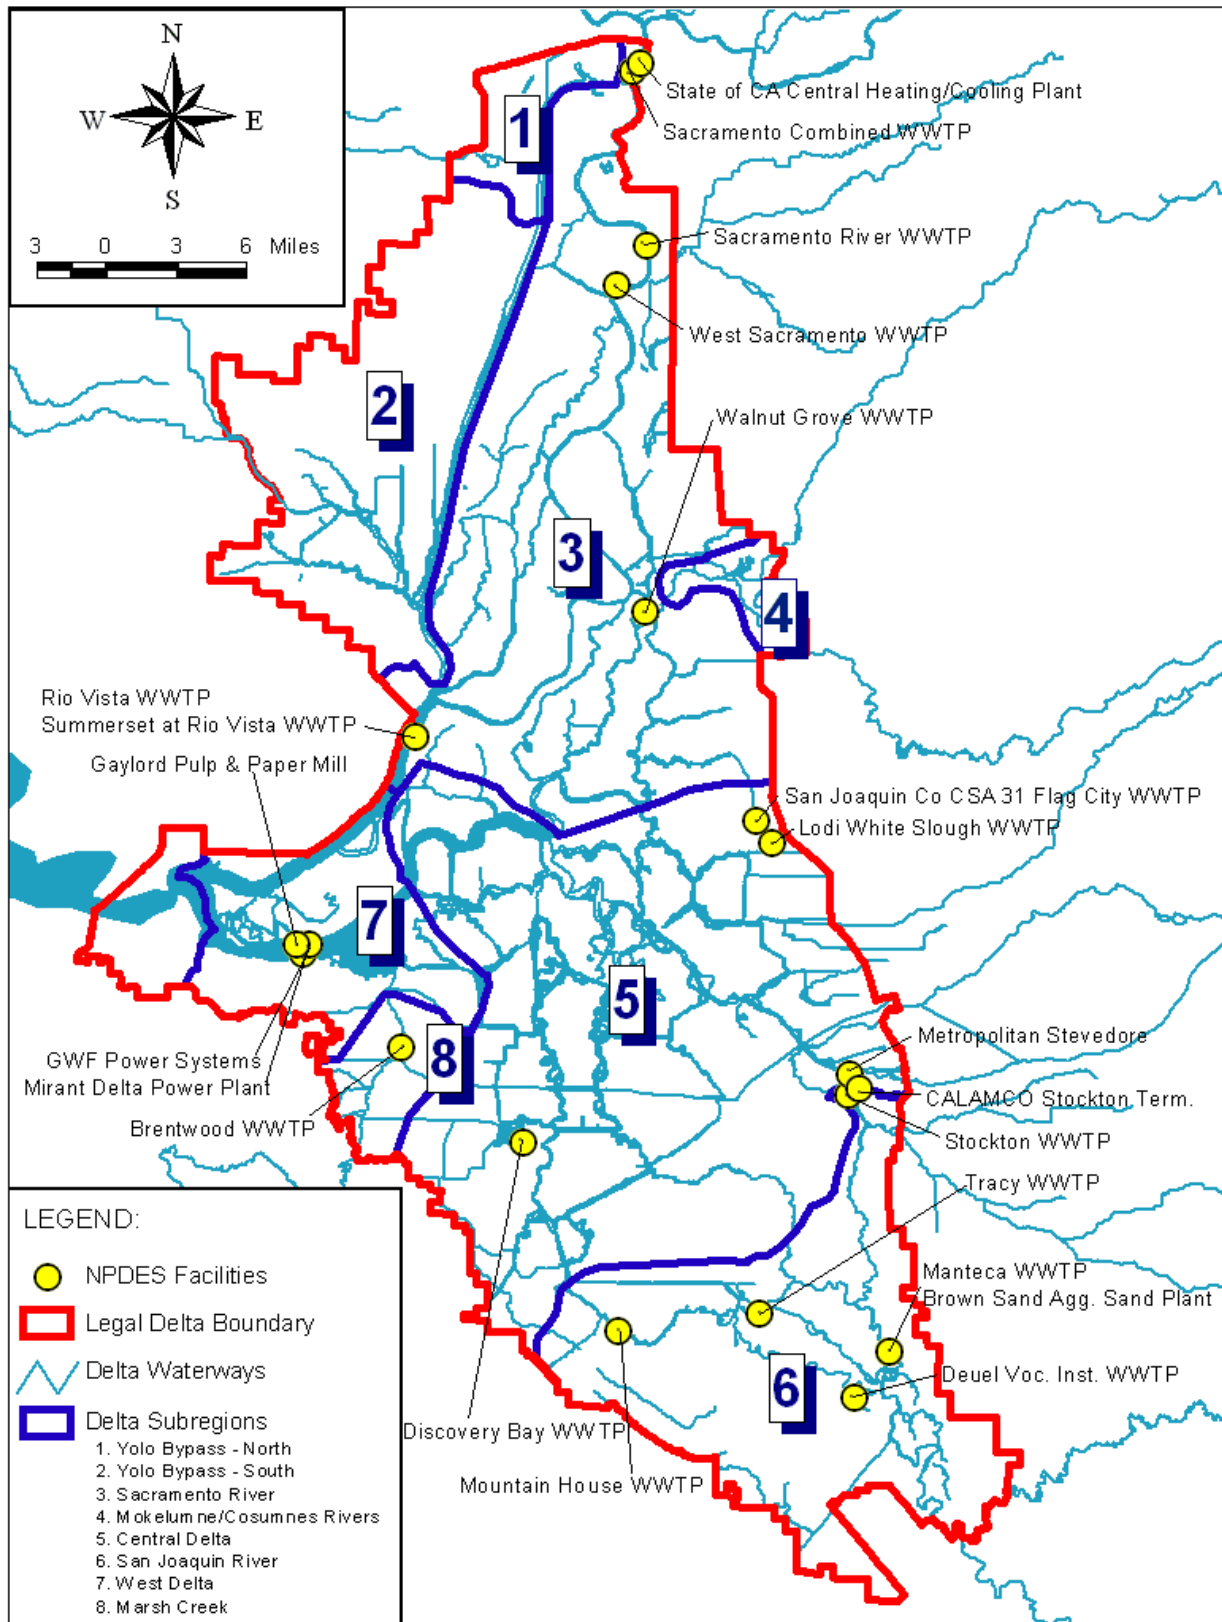 N
W
E
S
3 0 3 6 Miles
1
State of CA Central Heating/Cooling Plant
Sacramento Combined WWTP
Sacramento River WWTP
West Sacramento WWTP
2
Walnut Grove WWTP
3
4
Rio Vista WWTP
Summerset at Rio Vista WWTP
Gaylord Pulp & Paper Mill
San Joaquin Co CSA 31 Flag City WWTP
Lodi White Slough WWTP
7
5
8
GWF Power Systems
Mirant Delta Power Plant
Brentwood WWTP
Metropolitan Stevedore
CALAMCO Stockton Term.
Stockton WWTP
Tracy WWTP
Manteca WWTP
Brown Sand Agg. Sand Plant
Deuel Voc. Inst. WWTP
6
Discovery Bay WWTP
Mountain House WWTP
LEGEND:
NPDES Facilities
Legal Delta Boundary
Delta Waterways
Delta Subregions
1. Yolo Bypass - North
2. Yolo Bypass - South
3. Sacramento River
4. Mokelumne/Cosumnes Rivers
5. Central Delta
6. San Joaquin River
7. West Delta
8. Marsh Creek